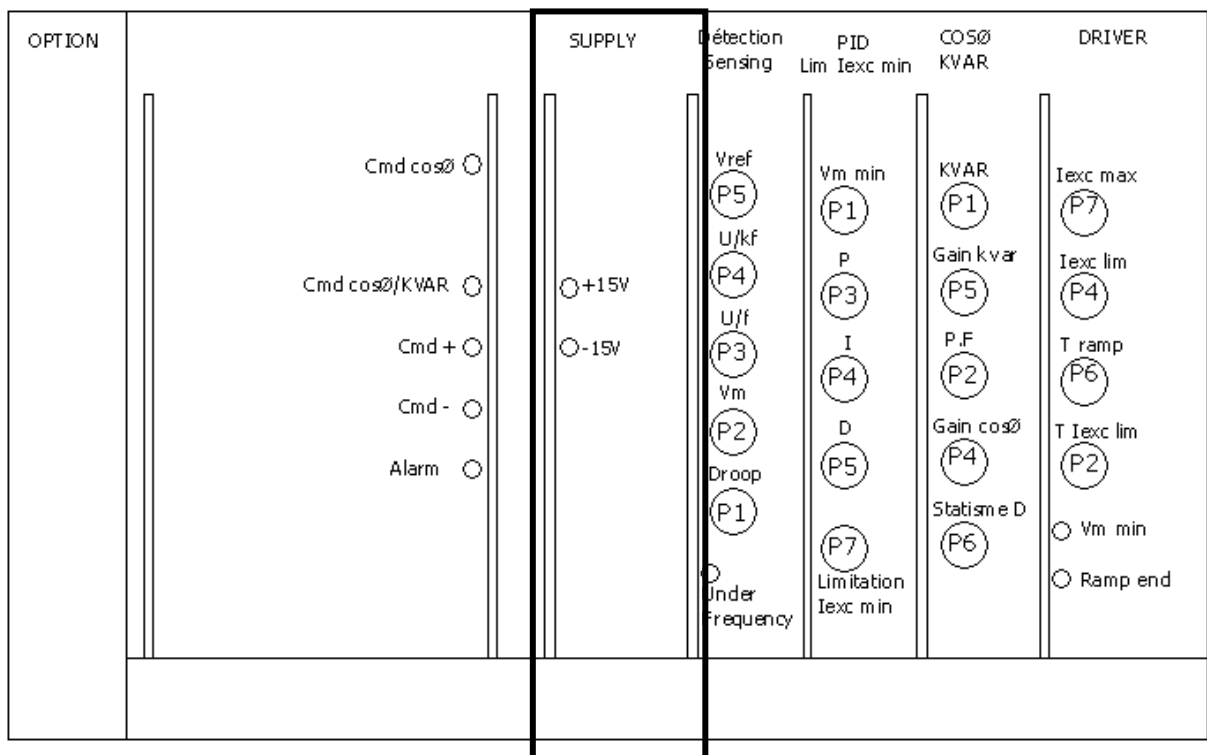 OPTION
Cmd cosØ
Cmd cosØ/KVAR
Cmd +
Cmd -
Alarm
SUPPLY
+15V
-15V
Détection
Sensing
Vref
P5
U/kf
P4
U/f
P3
Vm
P2
Droop
P1
Under
Frequency
PID
Lim Iexc min
Vm min
P1
P
P3
I
P4
D
P5
P7
Limitation
Iexc min
COSØ
KVAR
KVAR
P1
Gain kvar
P5
P.F
P2
Gain cosØ
P4
Statisme D
P6
DRIVER
Iexc max
P7
Iexc lim
P4
T ramp
P6
T Iexc lim
P2
Vm min
Ramp end